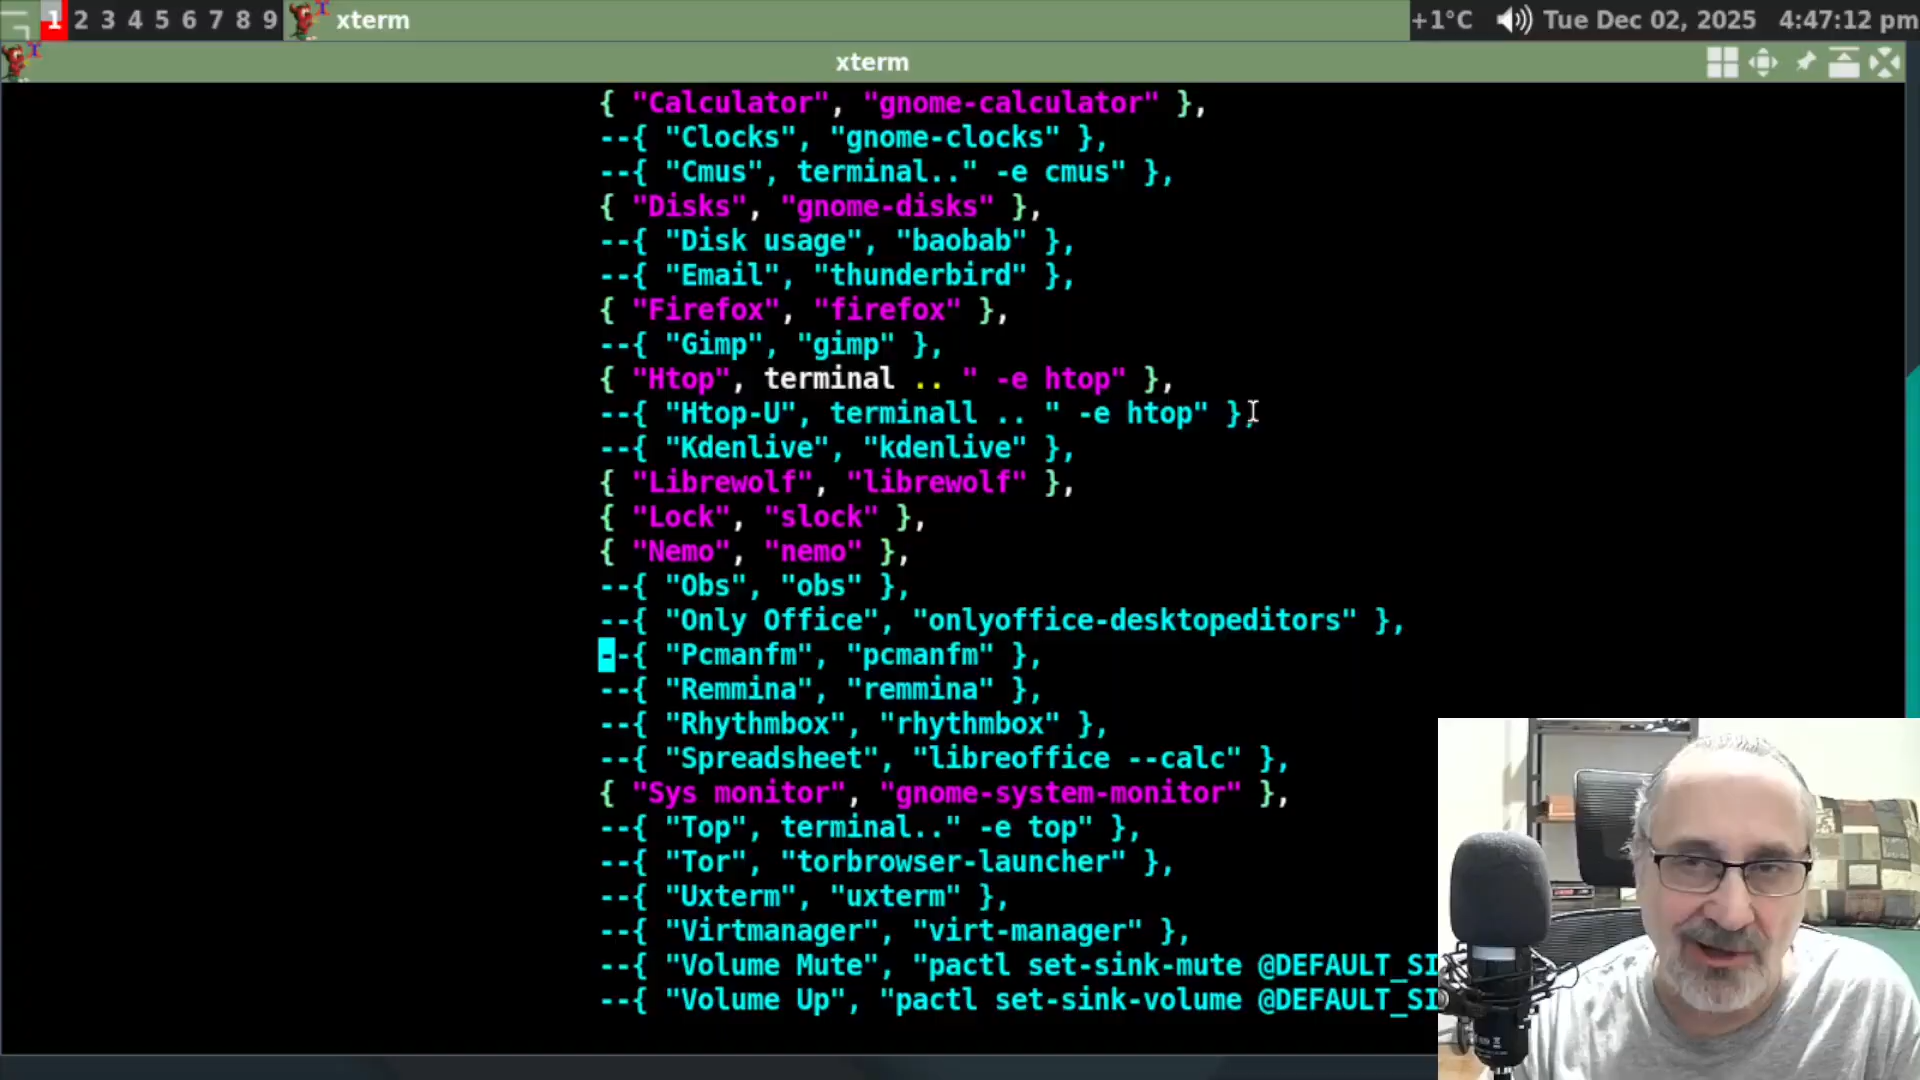 1 2 3 4 5 6 7 8 9 xterm +1°C Tue Dec 02, 2025 4:47:12 pm
xterm
{ "Calculator", "gnome-calculator" },
--{ "Clocks", "gnome-clocks" },
--{ "Cmus", terminal.." -e cmus" },
{ "Disks", "gnome-disks" },
--{ "Disk usage", "baobab" },
--{ "Email", "thunderbird" },
{ "Firefox", "firefox" },
--{ "Gimp", "gimp" },
{ "Htop", terminal .. " -e htop" },
--{ "Htop-U", terminall .. " -e htop" },
--{ "Kdenlive", "kdenlive" },
{ "Librewolf", "librewolf" },
{ "Lock", "slock" },
{ "Nemo", "nemo" },
--{ "Obs", "obs" },
--{ "Only Office", "onlyoffice-desktopeditors" },
--{ "Pcmanfm", "pcmanfm" },
--{ "Remmina", "remmina" },
--{ "Rhythmbox", "rhythmbox" },
--{ "Spreadsheet", "libreoffice --calc" },
{ "Sys monitor", "gnome-system-monitor" },
--{ "Top", terminal.." -e top" },
--{ "Tor", "torbrowser-launcher" },
--{ "Uxterm", "uxterm" },
--{ "Virtmanager", "virt-manager" },
--{ "Volume Mute", "pactl set-sink-mute @DEFAULT_SI
--{ "Volume Up", "pactl set-sink-volume @DEFAULT_SI